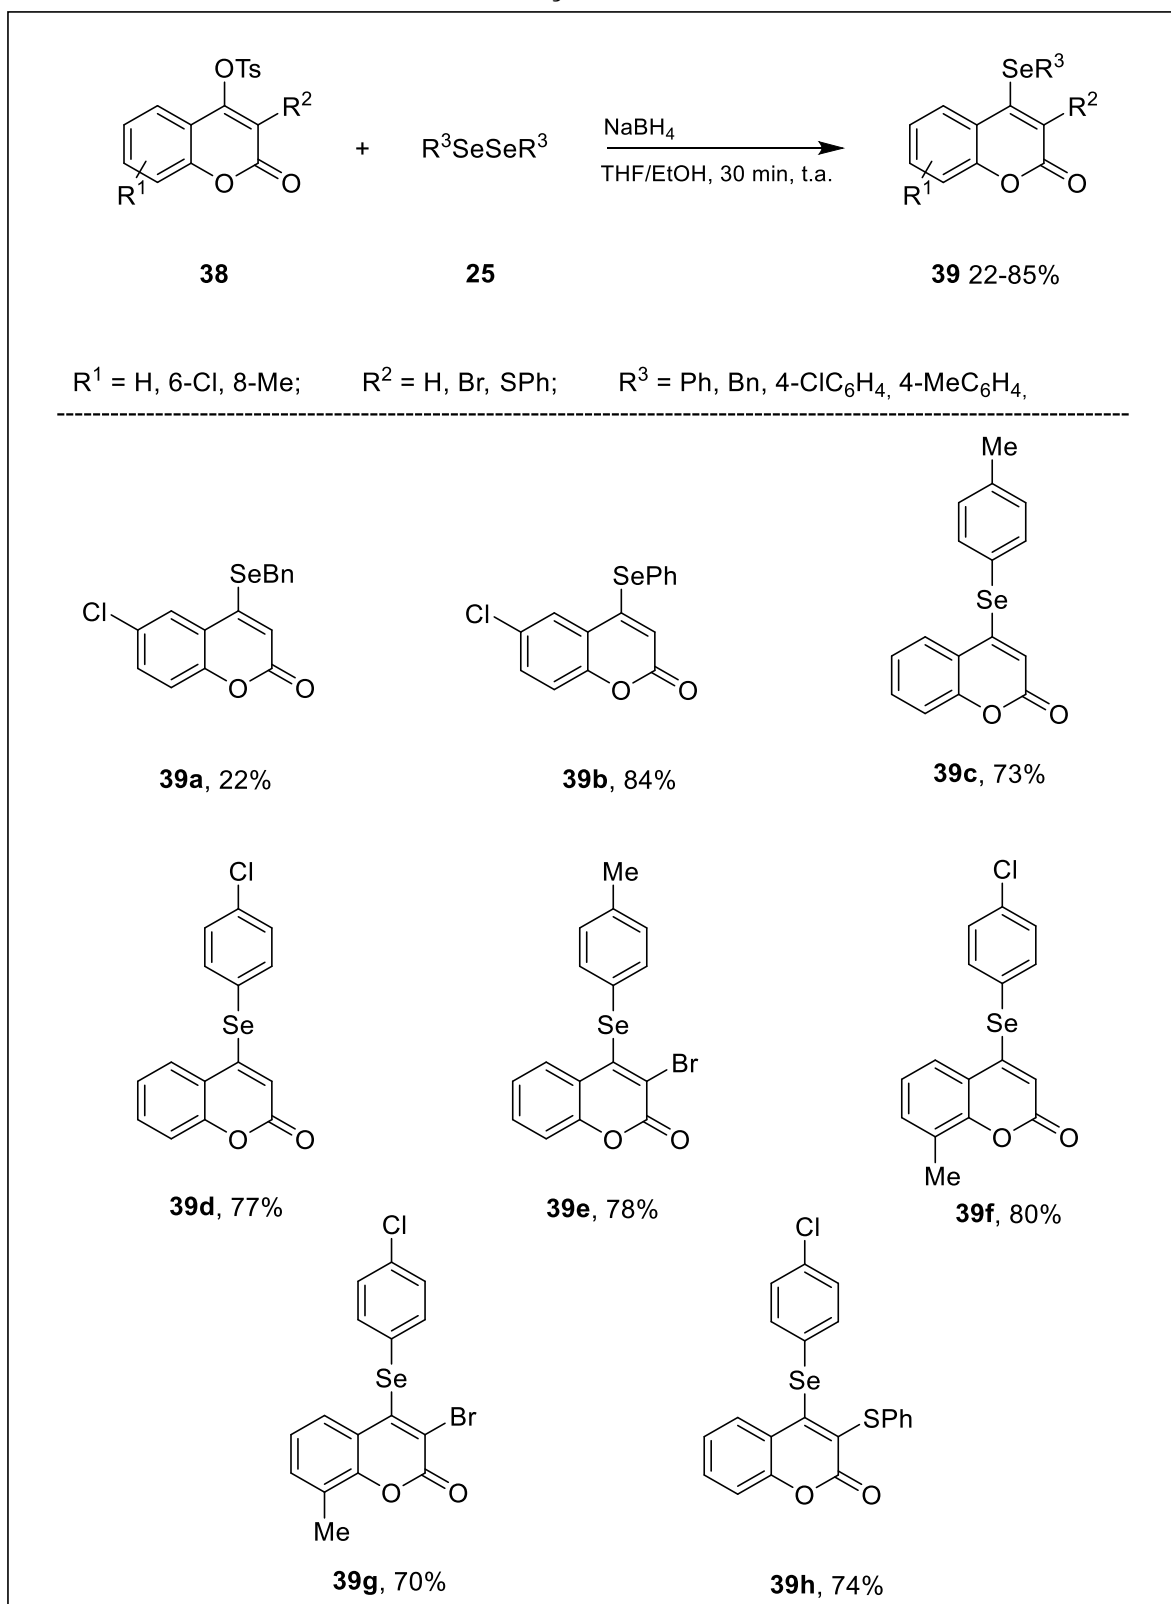 OTs
R²
R¹
O
O
+
R³SeSeR³
NaBH₄
THF/EtOH, 30 min, t.a.
SeR³
R²
R¹
O
O
38
25
39 22-85%
R¹ = H, 6-Cl, 8-Me; R² = H, Br, SPh; R³ = Ph, Bn, 4-ClC₆H₄, 4-MeC₆H₄,
SeBn
Cl
O
O
39a, 22%
SePh
Cl
O
O
39b, 84%
Me
Se
O
O
39c, 73%
Cl
Se
O
O
39d, 77%
Me
Se
Br
O
O
39e, 78%
Cl
Se
O
O
Me
39f, 80%
Cl
Se
Br
O
O
Me
39g, 70%
Cl
Se
SPh
O
O
39h, 74%